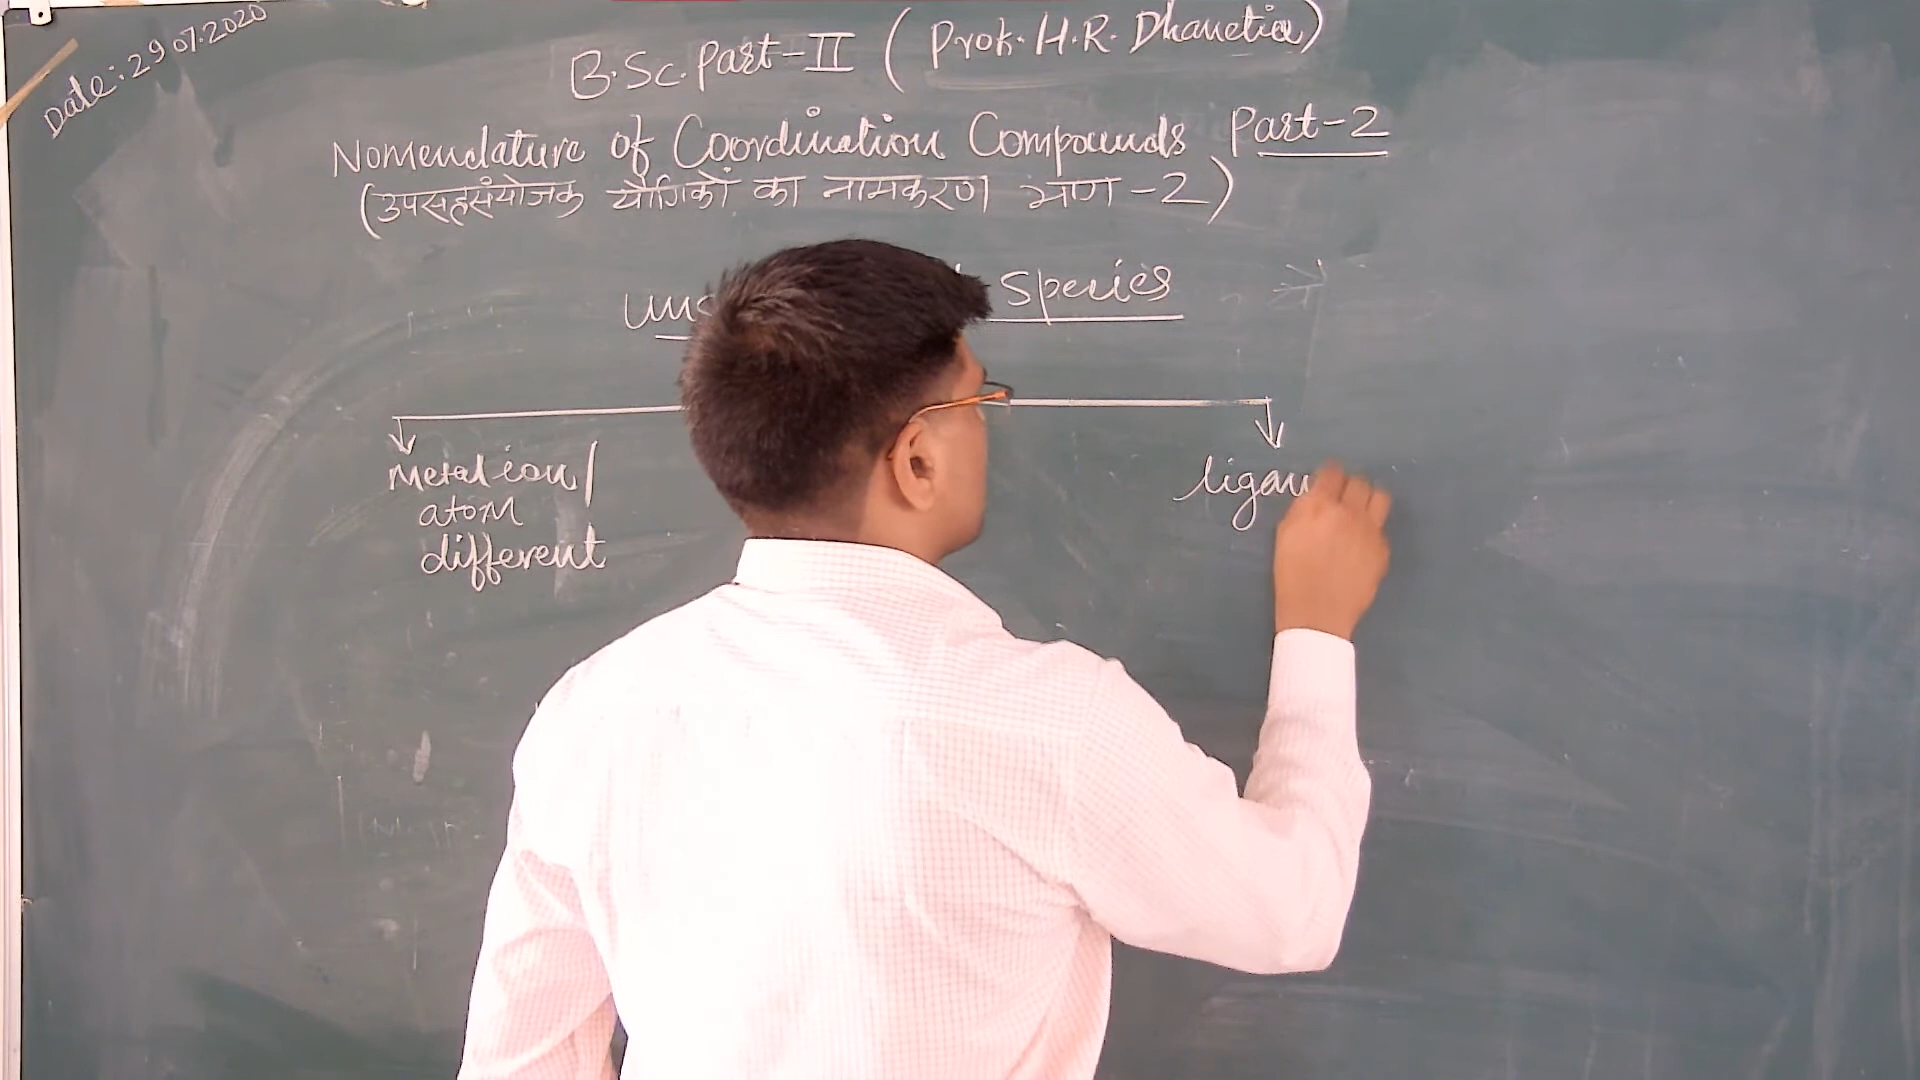 Date: 29.07.2020
B.Sc. Part-II (Prof. H.R. Dhanetia)
Nomenclature of Coordination Compounds Part-2
(उपसहसंयोजक यौगिकों का नामकरण भाग -2)
Species
Metal ion/
atom
different
ligan